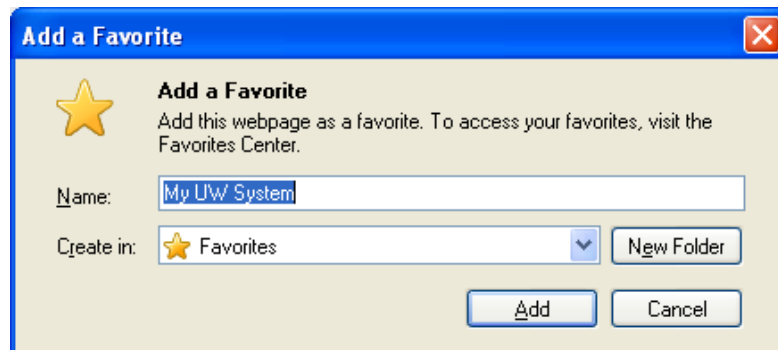 Add a Favorite
Add a Favorite
Add this webpage as a favorite. To access your favorites, visit the
Favorites Center.
Name: My UW System
Create in: Favorites New Folder
Add Cancel